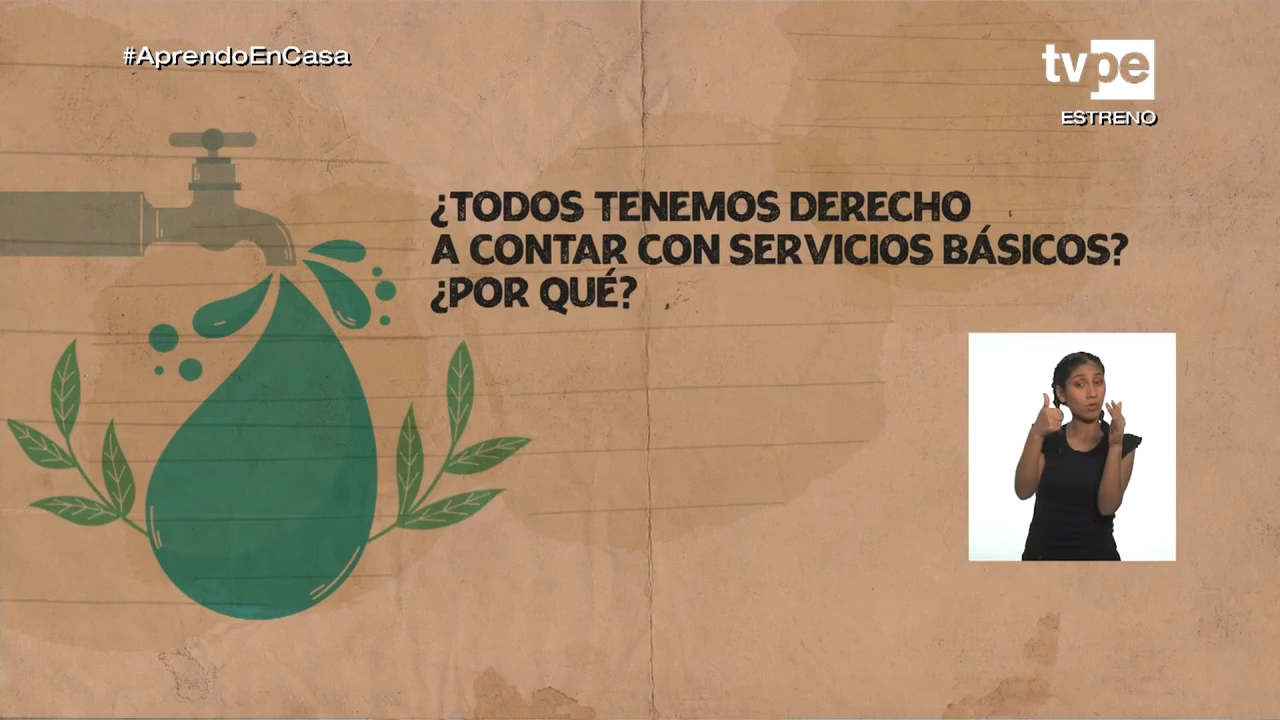 #AprendoEnCasa
tvpe
ESTRENO
¿TODOS TENEMOS DERECHO
A CONTAR CON SERVICIOS BÁSICOS?
¿POR QUÉ?